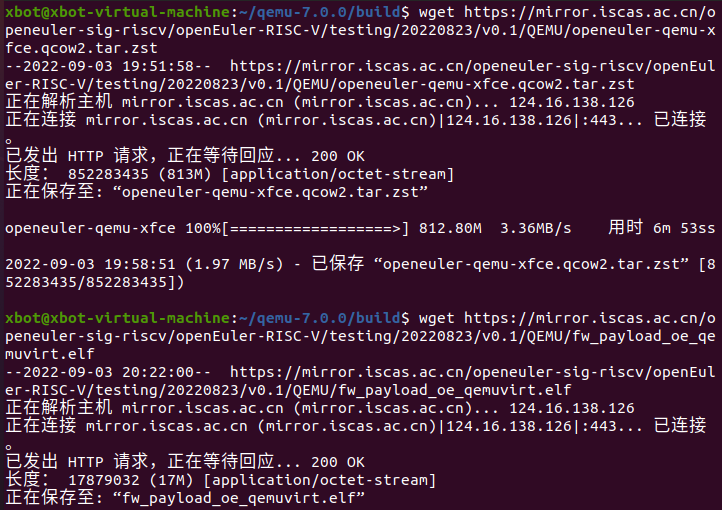 xbot@xbot-virtual-machine:~/qemu-7.0.0/build$ wget https://mirror.iscas.ac.cn/o
peneuler-sig-riscv/openEuler-RISC-V/testing/20220823/v0.1/QEMU/openeuler-qemu-x
fce.qcow2.tar.zst
--2022-09-03 19:51:58--  https://mirror.iscas.ac.cn/openeuler-sig-riscv/openEul
er-RISC-V/testing/20220823/v0.1/QEMU/openeuler-qemu-xfce.qcow2.tar.zst
正在解析主机 mirror.iscas.ac.cn (mirror.iscas.ac.cn)... 124.16.138.126
正在连接 mirror.iscas.ac.cn (mirror.iscas.ac.cn)|124.16.138.126|:443... 已连接
。
已发出 HTTP 请求，正在等待回应... 200 OK
长度： 852283435 (813M) [application/octet-stream]
正在保存至: “openeuler-qemu-xfce.qcow2.tar.zst”
openeuler-qemu-xfce 100%[==================>] 812.80M  3.36MB/s    用时 6m 53ss
2022-09-03 19:58:51 (1.97 MB/s) - 已保存 “openeuler-qemu-xfce.qcow2.tar.zst” [8
52283435/852283435])
xbot@xbot-virtual-machine:~/qemu-7.0.0/build$ wget https://mirror.iscas.ac.cn/o
peneuler-sig-riscv/openEuler-RISC-V/testing/20220823/v0.1/QEMU/fw_payload_oe_qe
muvirt.elf
--2022-09-03 20:22:00--  https://mirror.iscas.ac.cn/openeuler-sig-riscv/openEul
er-RISC-V/testing/20220823/v0.1/QEMU/fw_payload_oe_qemuvirt.elf
正在解析主机 mirror.iscas.ac.cn (mirror.iscas.ac.cn)... 124.16.138.126
正在连接 mirror.iscas.ac.cn (mirror.iscas.ac.cn)|124.16.138.126|:443... 已连接
。
已发出 HTTP 请求，正在等待回应... 200 OK
长度： 17879032 (17M) [application/octet-stream]
正在保存至: “fw_payload_oe_qemuvirt.elf”